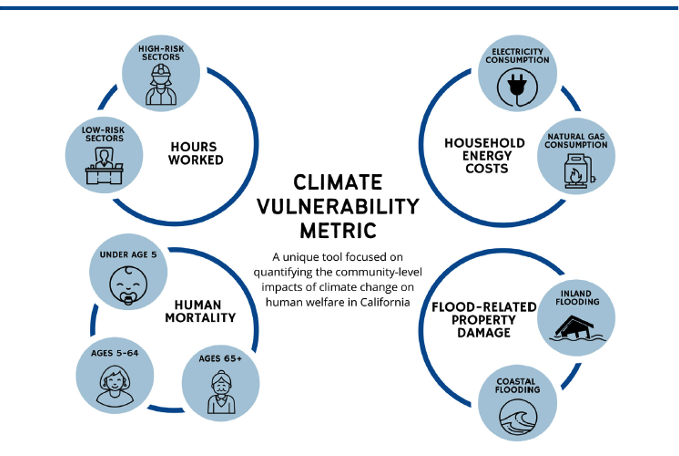 HIGH-RISK
SECTORS
LOW-RISK
SECTORS
HOURS
WORKED
ELECTRICITY
CONSUMPTION
NATURAL GAS
CONSUMPTION
HOUSEHOLD
ENERGY
COSTS
CLIMATE
VULNERABILITY
METRIC
A unique tool focused on
quantifying the community-level
impacts of climate change on
human welfare in California
UNDER AGE 5
HUMAN
MORTALITY
AGES 5-64
AGES 65+
FLOOD-RELATED
PROPERTY
DAMAGE
INLAND
FLOODING
COASTAL
FLOODING